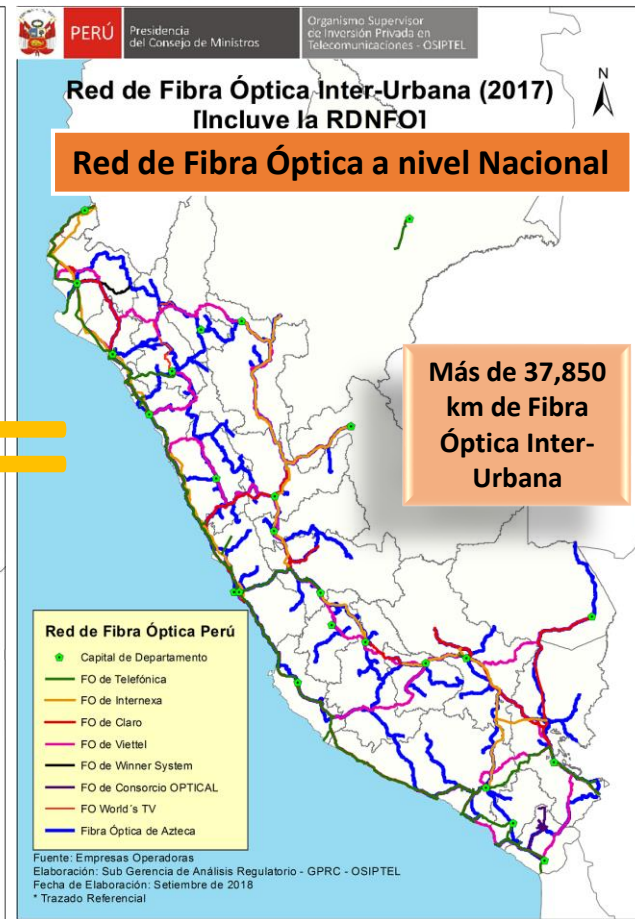 PERÚ
Presidencia
del Consejo de Ministros
Organismo Supervisor
de Inversión Privada en
Telecomunicaciones - OSIPTEL
Red de Fibra Óptica Inter-Urbana (2017)
[Incluye la RDNFO]
N
Red de Fibra Óptica a nivel Nacional
Más de 37,850
km de Fibra
Óptica Inter-
Urbana
Red de Fibra Óptica Perú
Capital de Departamento
FO de Telefónica
FO de Internexa
FO de Claro
FO de Viettel
FO de Winner System
FO de Consorcio OPTICAL
FO World´s TV
Fibra Óptica de Azteca
Fuente: Empresas Operadoras
Elaboración: Sub Gerencia de Análisis Regulatorio - GPRC - OSIPTEL
Fecha de Elaboración: Setiembre de 2018
* Trazado Referencial